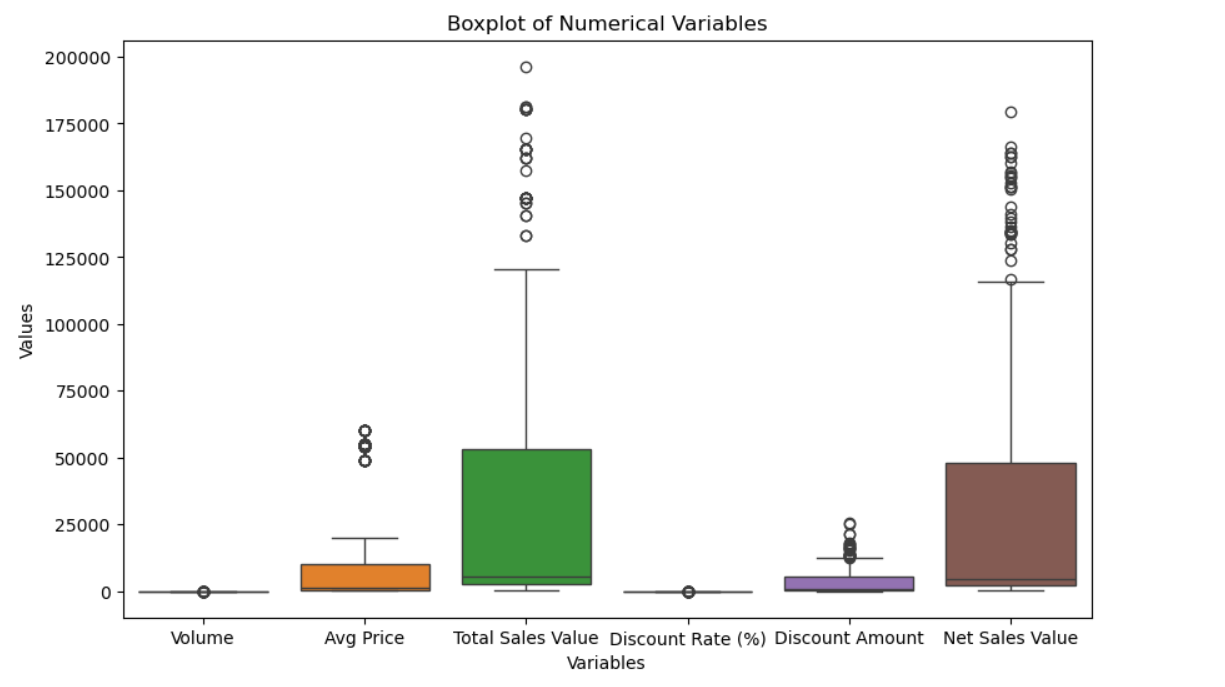 Boxplot of Numerical Variables
200000
175000
150000
125000
100000
75000
50000
25000
0
Values
Volume Avg Price Total Sales Value Discount Rate (%) Discount Amount Net Sales Value
Variables